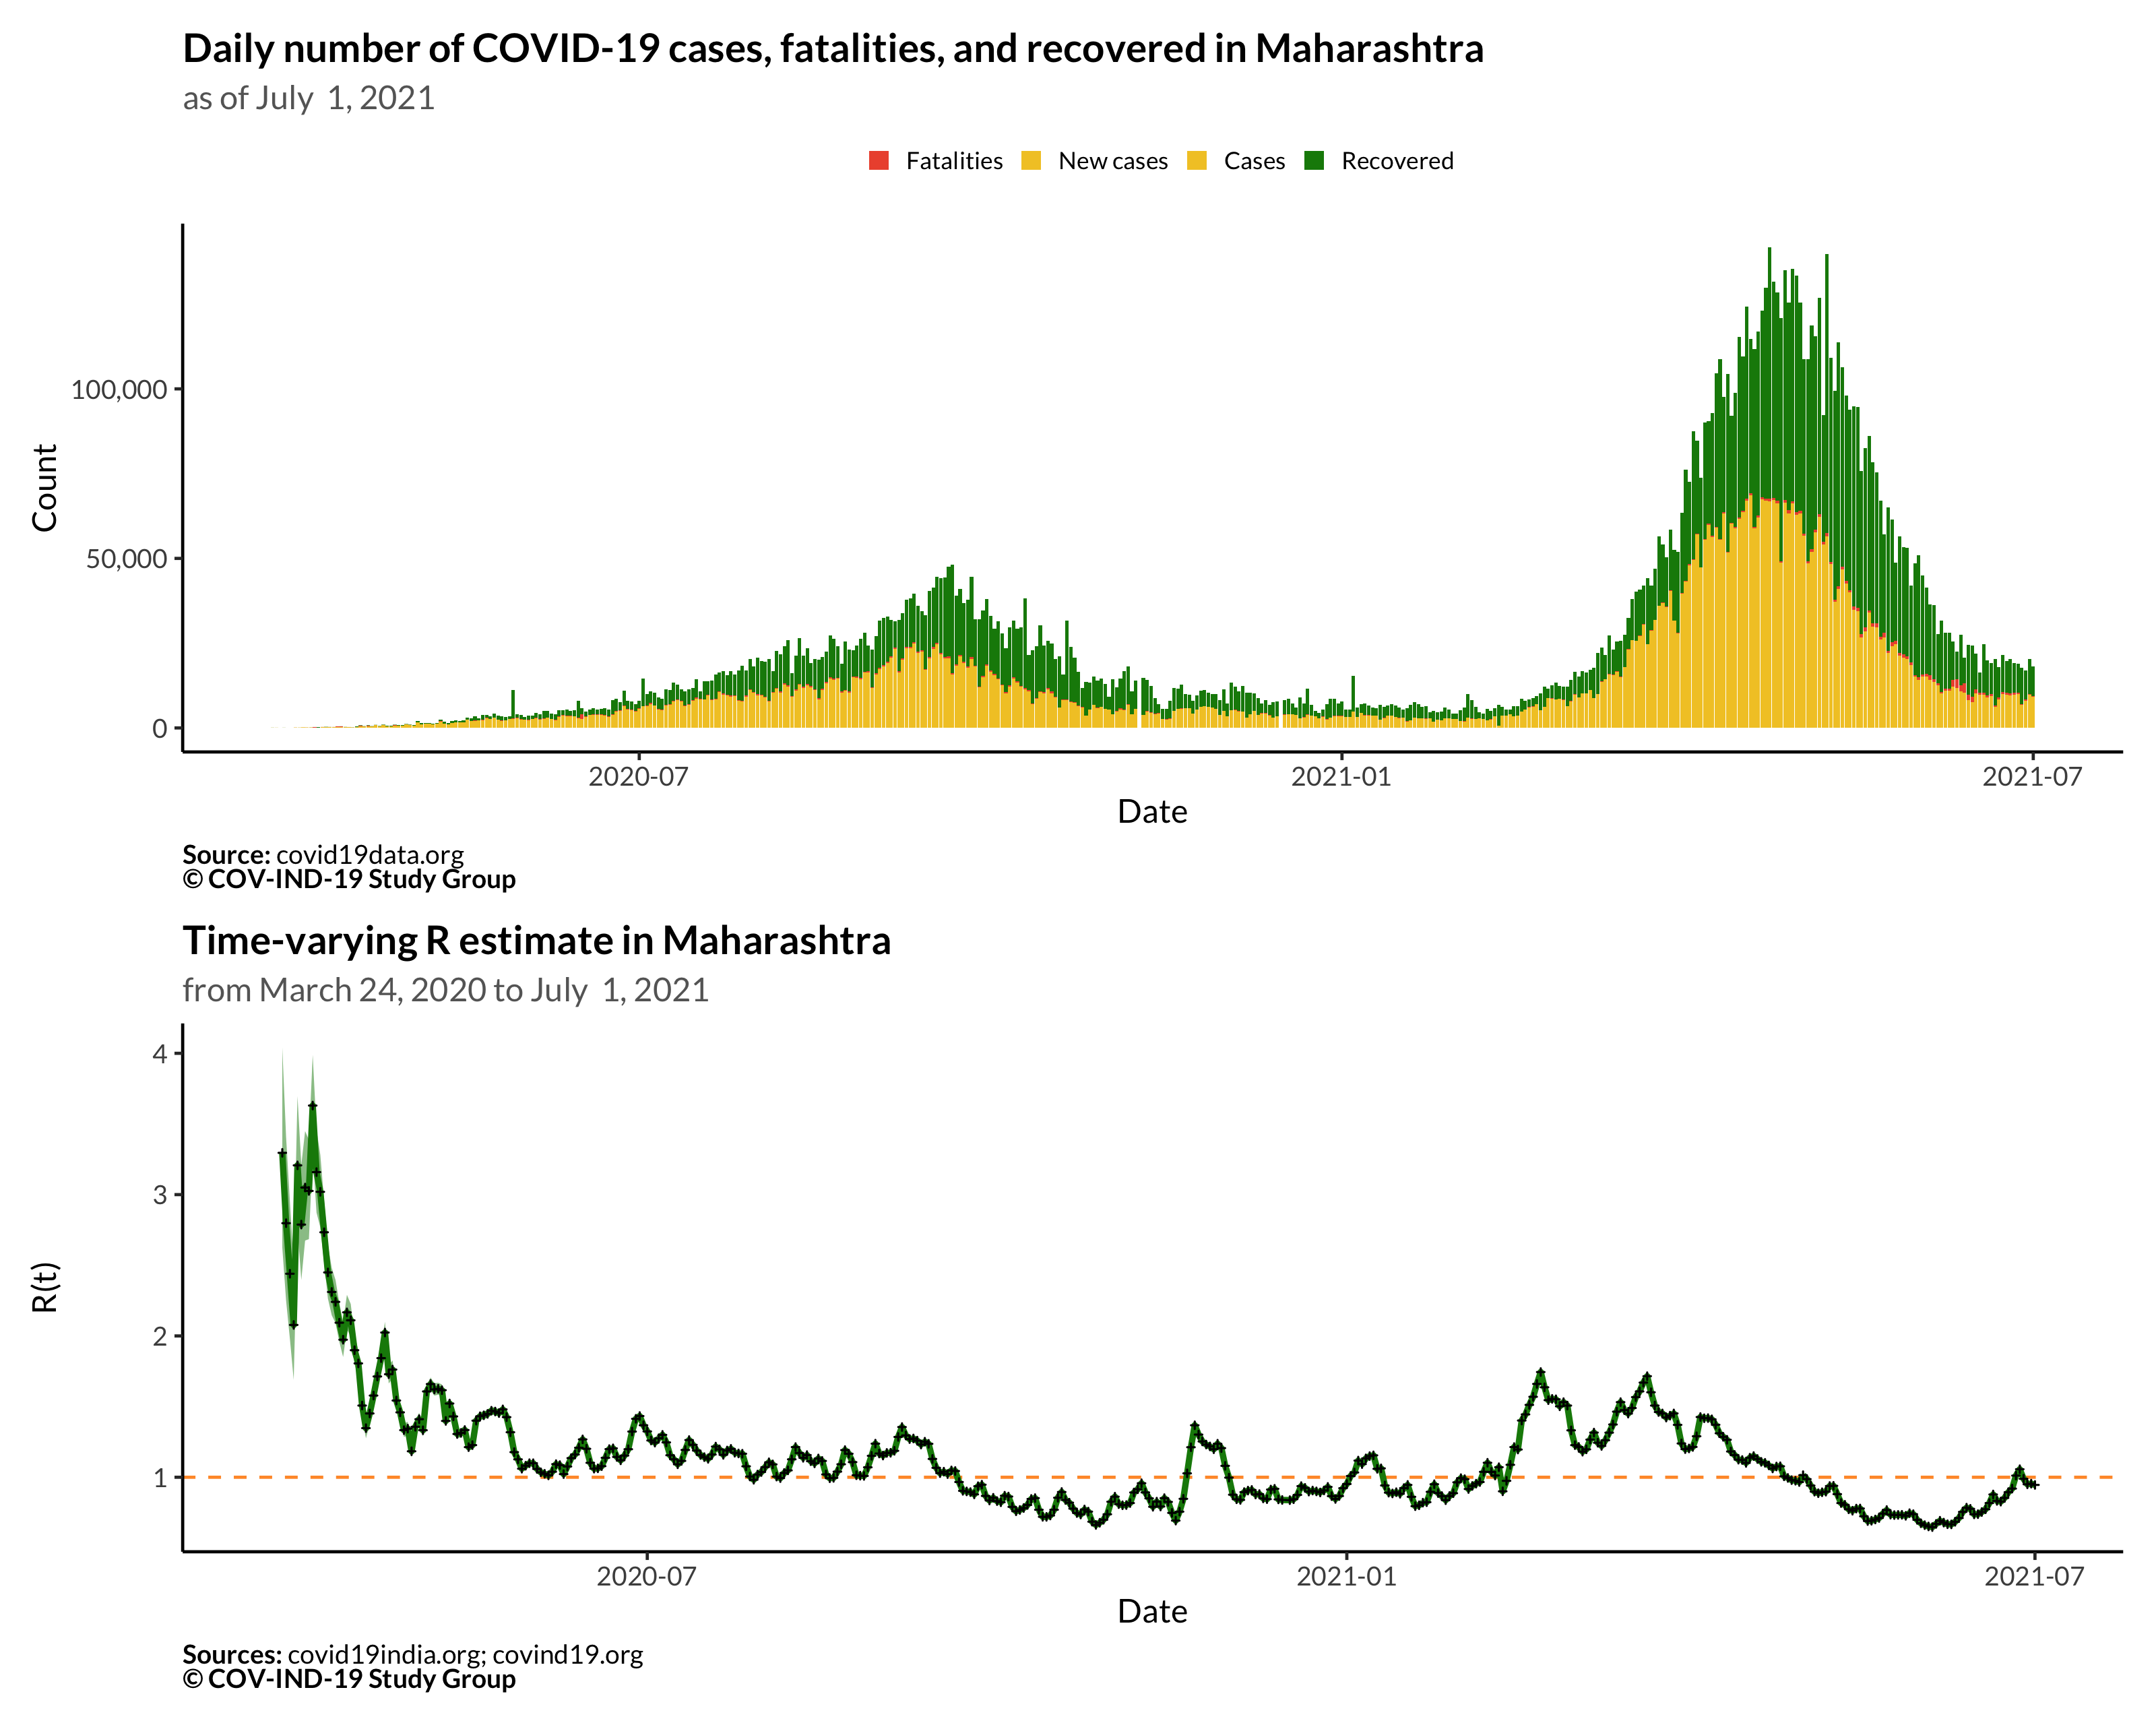 Daily number of COVID-19 cases, fatalities, and recovered in Maharashtra
as of July 1, 2021
Fatalities New cases Cases Recovered
Count
100,000
50,000
0
2020-07 2021-01 2021-07
Date
Source: covid19data.org
© COV-IND-19 Study Group
Time-varying R estimate in Maharashtra
from March 24, 2020 to July 1, 2021
R(t)
4
3
2
1
2020-07 2021-01 2021-07
Date
Sources: covid19india.org; covind19.org
© COV-IND-19 Study Group